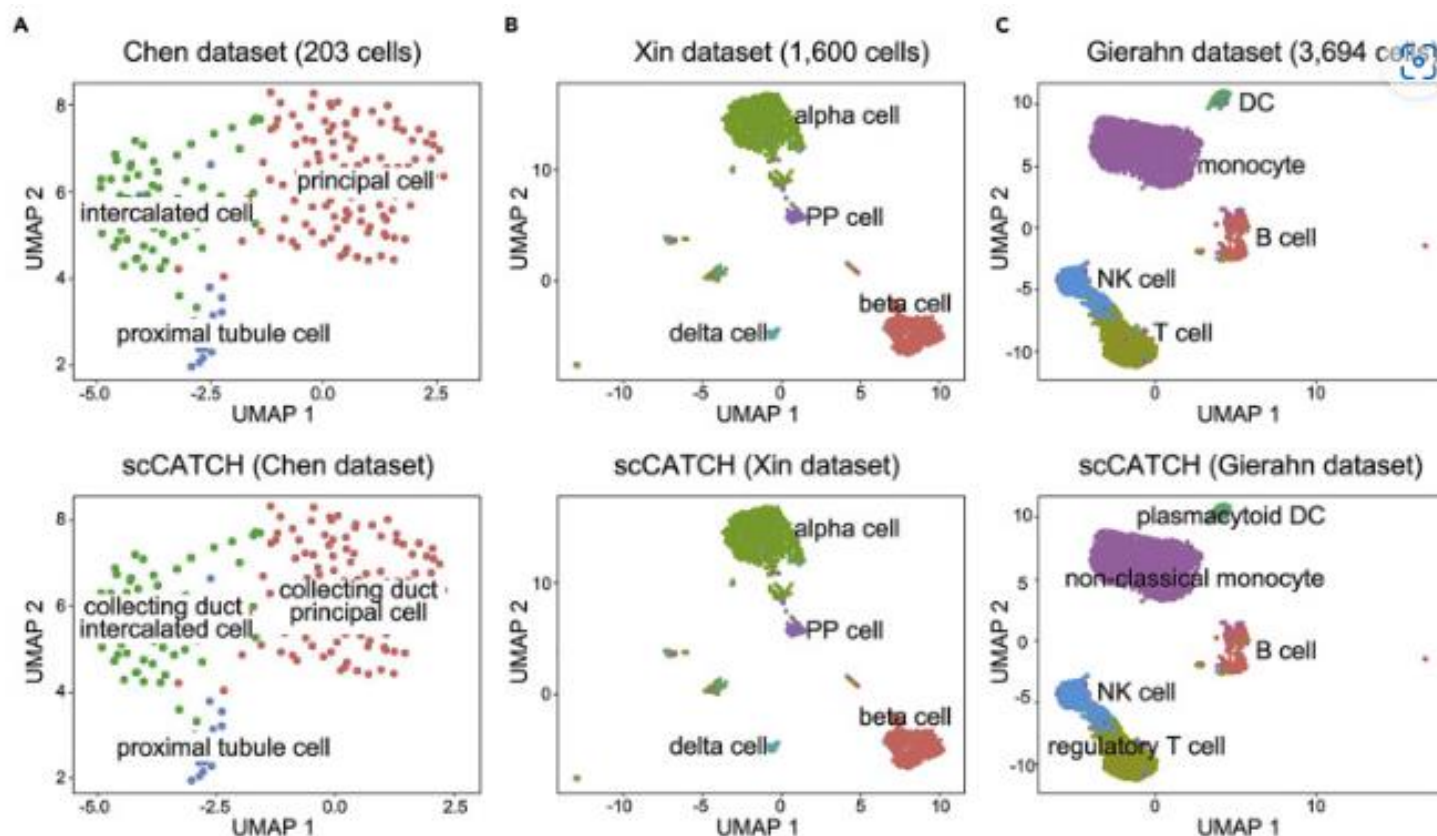 A
B
C
Chen dataset (203 cells)
Xin dataset (1,600 cells)
Gierahn dataset (3,694 cells)
8
6
4
2
UMAP 2
principal cell
intercalated cell
proximal tubule cell
-5.0
-2.5
0.0
2.5
UMAP 1
10
0
UMAP 2
alpha cell
PP cell
beta cell
delta cell
-10
-5
0
5
10
UMAP 1
10
5
0
-5
-10
UMAP 2
DC
monocyte
B cell
NK cell
T cell
0
10
UMAP 1
scCATCH (Chen dataset)
scCATCH (Xin dataset)
scCATCH (Gierahn dataset)
8
6
4
2
UMAP 2
collecting duct
principal cell
collecting duct
intercalated cell
proximal tubule cell
-5.0
-2.5
0.0
2.5
UMAP 1
10
0
UMAP 2
alpha cell
PP cell
beta cell
delta cell
-10
-5
0
5
10
UMAP 1
10
5
0
-5
-10
UMAP 2
plasmacytoid DC
non-classical monocyte
B cell
NK cell
regulatory T cell
0
10
UMAP 1